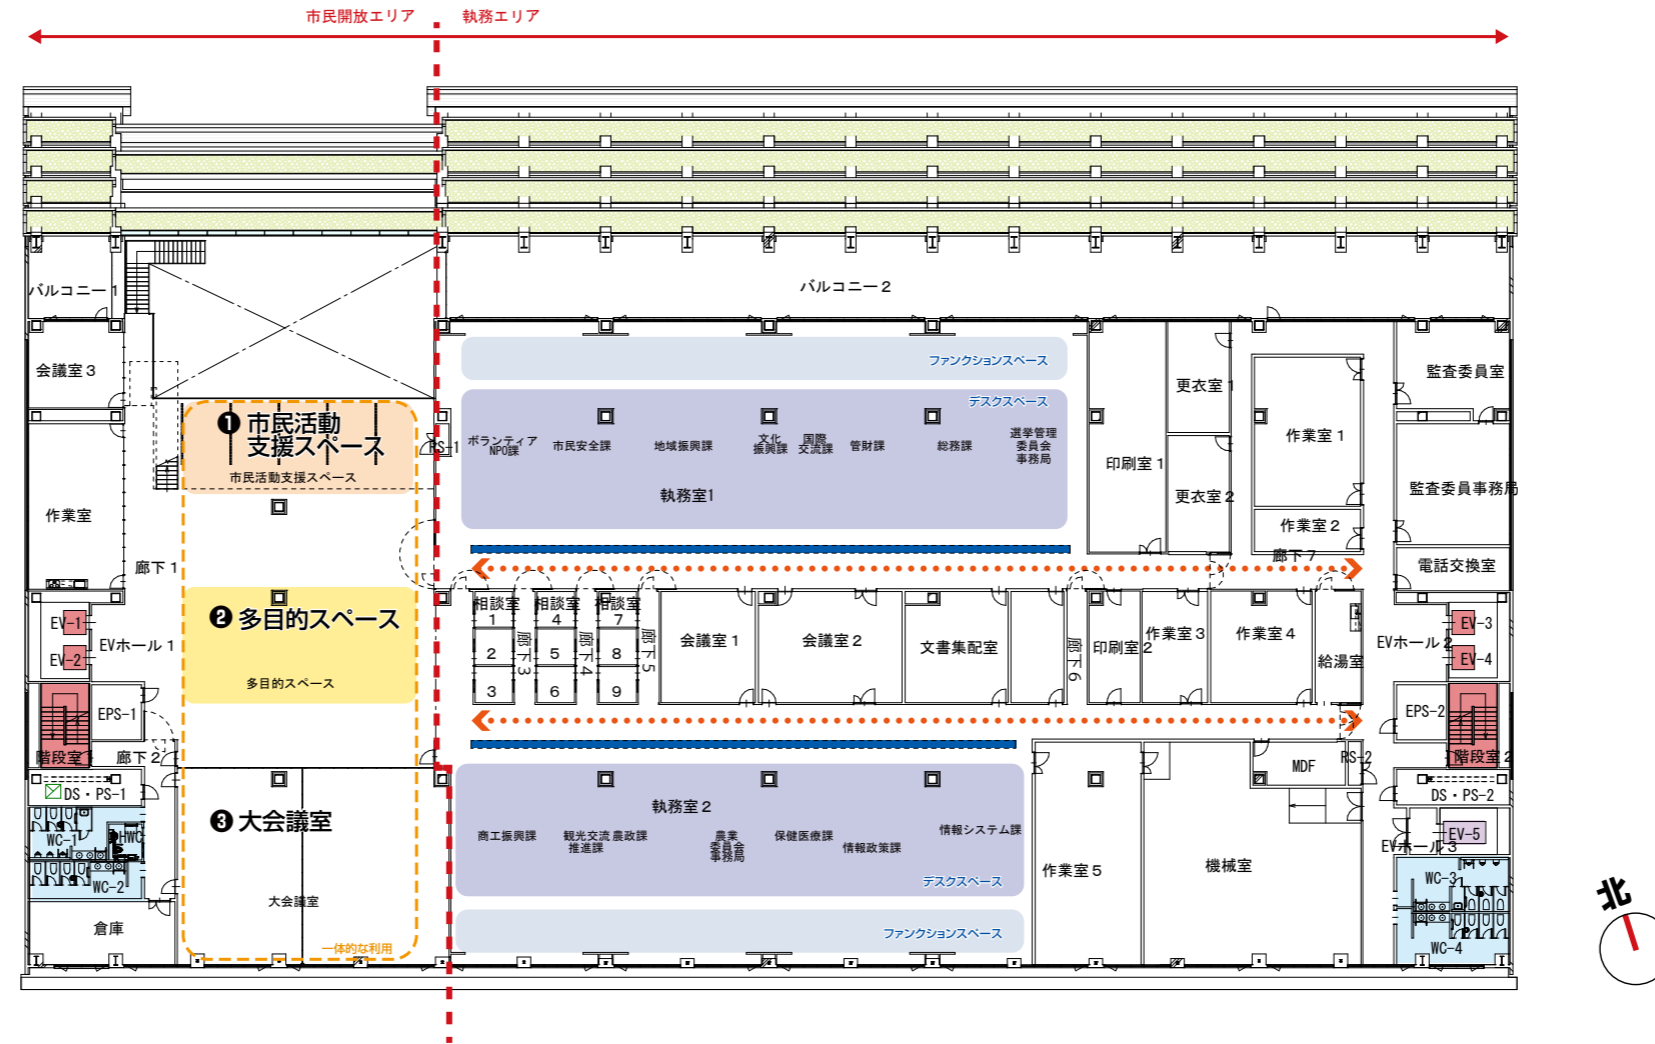 市民開放エリア
執務エリア
バルコニー1
バルコニー2
ファンクションスペース
デスクスペース
会議室3
更衣室1
監査委員室
❶市民活動
支援スペース
市民活動支援スペース
PS-1
ボランティア
NPO課
市民安全課
地域振興課
文化
振興課
国際
交流課
管財課
総務課
選挙管理
委員会
事務局
執務室1
印刷室1
更衣室2
作業室1
作業室2
監査委員事務局
作業室
廊下1
廊下7
電話交換室
❷多目的スペース
多目的スペース
EV-1
EV-2
EVホール1
相談室
1
2
3
廊下3
相談室
4
5
6
廊下4
相談室
7
8
9
廊下5
会議室1
会議室2
文書集配室
廊下6
印刷室2
作業室3
作業室4
給湯室
EVホール2
EV-3
EV-4
EPS-1
階段室1
廊下2
EPS-2
階段室2
DS・PS-1
MDF
PS-2
DS・PS-2
WC-1
HWC
WC-2
倉庫
❸大会議室
大会議室
一体的な利用
執務室2
商工振興課
観光交流
推進課
農政課
農業
委員会
事務局
保健医療課
情報政策課
情報システム課
デスクスペース
ファンクションスペース
作業室5
機械室
EV-5
EVホール3
WC-3
WC-4
北